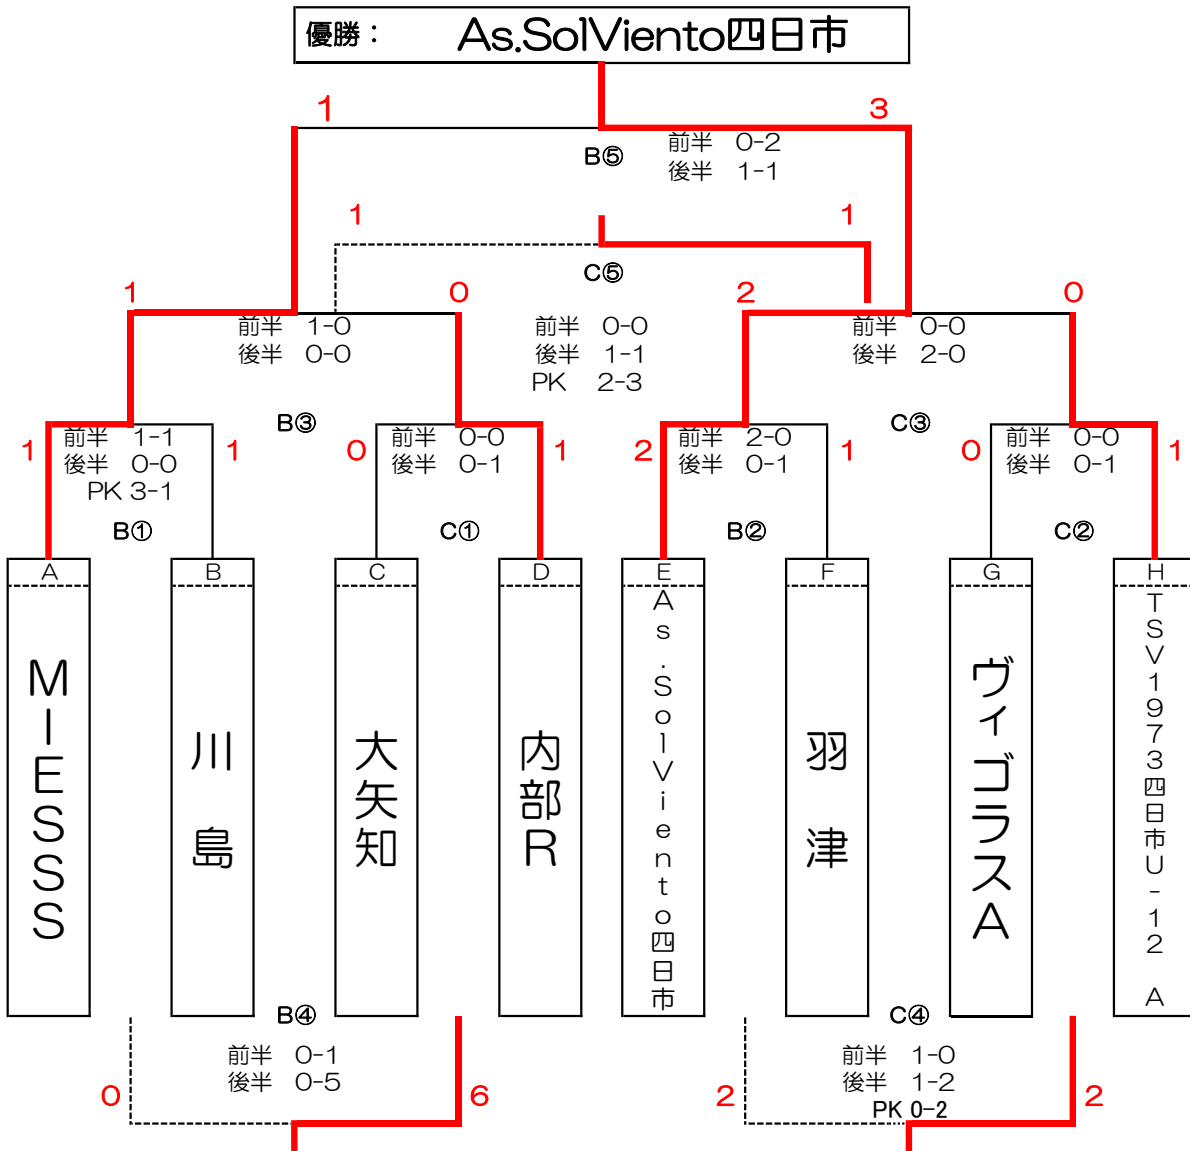 優勝： As.SolViento四日市
1 3
B⑤
前半 0-2
後半 1-1
1 1
C⑤
前半 0-0
後半 1-1
PK 2-3
1 0
前半 1-0
後半 0-0
B③
2 0
前半 0-0
後半 2-0
C③
1 1
前半 1-1
後半 0-0
PK 3-1
B①
0 1
前半 0-0
後半 0-1
C①
2 1
前半 2-0
後半 0-1
B②
0 1
前半 0-0
後半 0-1
C②
A
MIESSS
B
川島
C
大矢知
D
内部R
E
As.SolViento四日市
F
羽津
G
ヴィゴラスA
H
TSV1973四日市U-12 A
B④
前半 0-1
後半 0-5
0 6
C④
前半 1-0
後半 1-2
PK 0-2
2 2